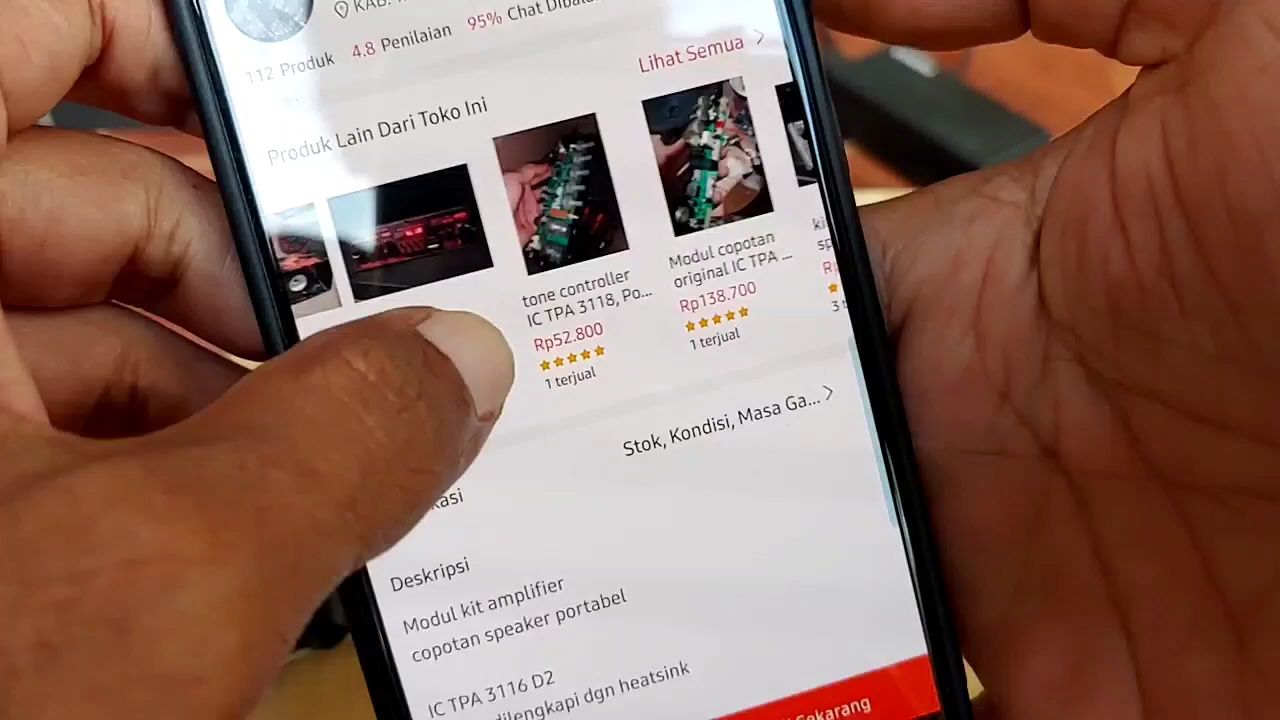 KAB.
112 Produk 4.8 Penilaian 95% Chat
Lihat Semua
Produk Lain Dari Toko Ini
tone controller
IC TPA 3118, Po...
Rp52.800
1 terjual
Modul copotan
original IC TPA ...
Rp138.700
1 terjual
Stok, Kondisi, Masa Ga...
Deskripsi
Modul kit amplifier
copotan speaker portabel
IC TPA 3116 D2
dilengkapi dgn heatsink
Sekarang